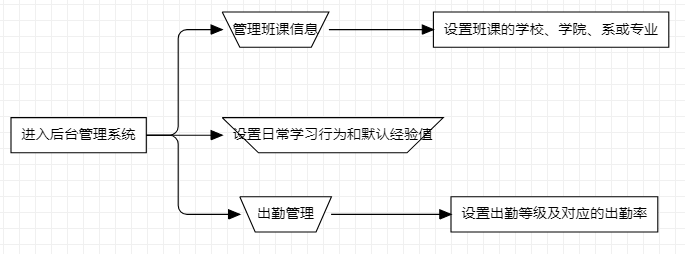 管理班课信息
设置班课的学校、学院、系或专业
进入后台管理系统
设置日常学习行为和默认经验值
出勤管理
设置出勤等级及对应的出勤率